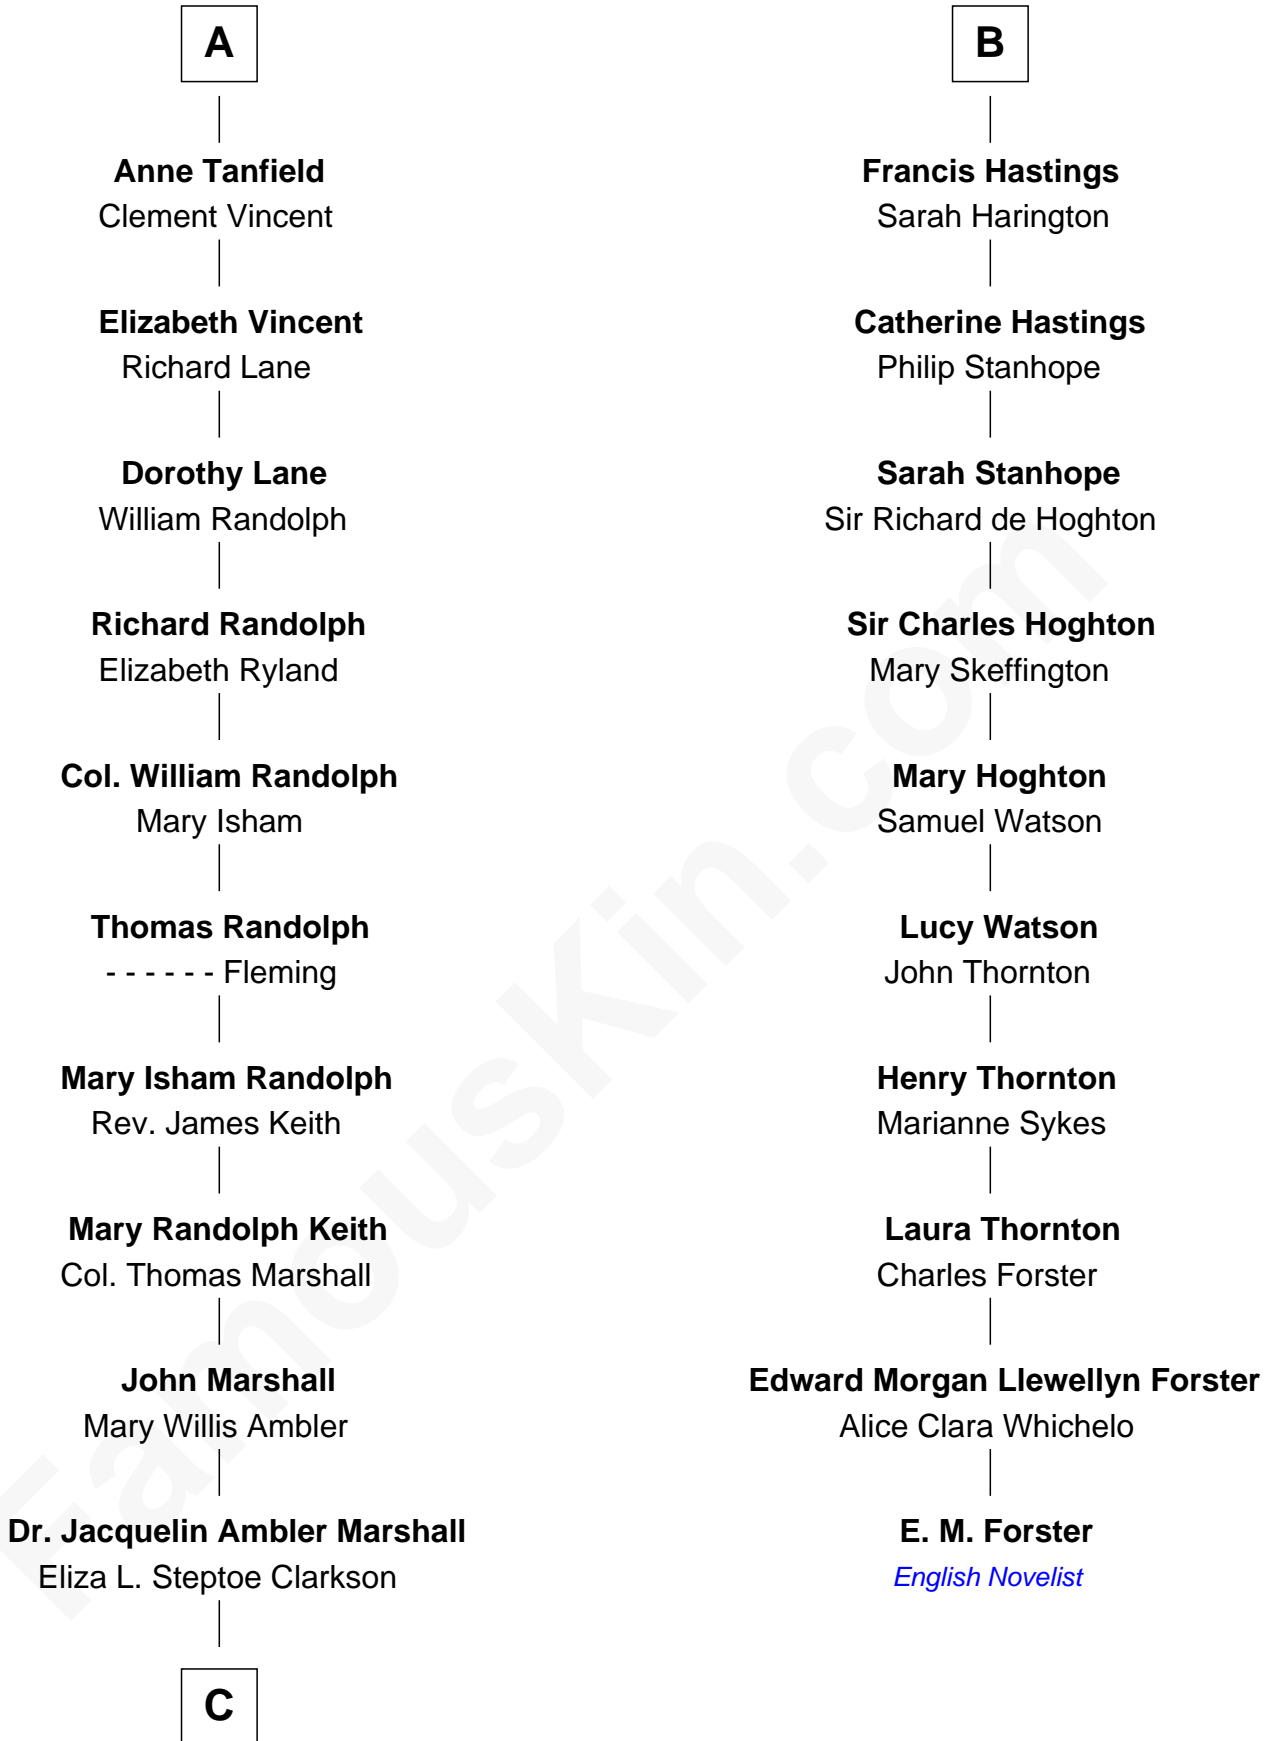 A
Anne Tanfield
Clement Vincent
Elizabeth Vincent
Richard Lane
Dorothy Lane
William Randolph
Richard Randolph
Elizabeth Ryland
Col. William Randolph
Mary Isham
Thomas Randolph
- - - - - - Fleming
Mary Isham Randolph
Rev. James Keith
Mary Randolph Keith
Col. Thomas Marshall
John Marshall
Mary Willis Ambler
Dr. Jacquelin Ambler Marshall
Eliza L. Steptoe Clarkson
C
B
Francis Hastings
Sarah Harington
Catherine Hastings
Philip Stanhope
Sarah Stanhope
Sir Richard de Hoghton
Sir Charles Hoghton
Mary Skeffington
Mary Hoghton
Samuel Watson
Lucy Watson
John Thornton
Henry Thornton
Marianne Sykes
Laura Thornton
Charles Forster
Edward Morgan Llewellyn Forster
Alice Clara Whichelo
E. M. Forster
English Novelist
FamousKin.com